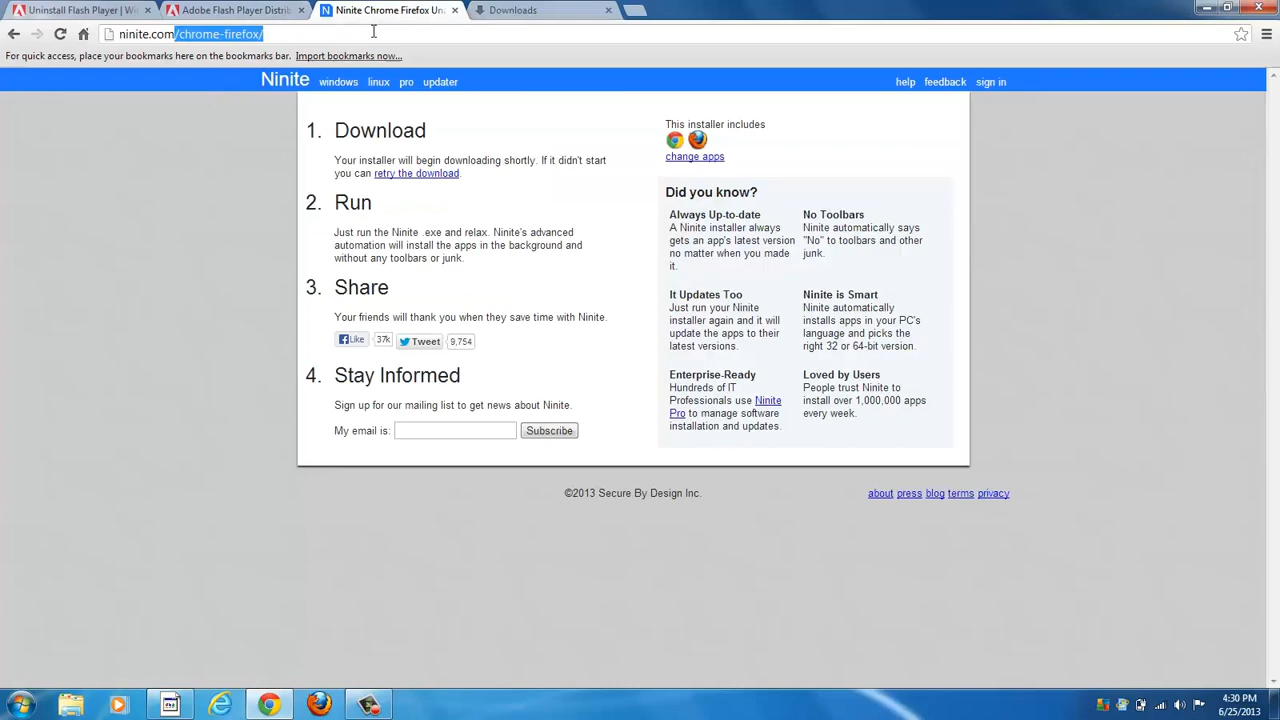 Uninstall Flash Player | Wi
Adobe Flash Player Distrib
Ninite Chrome Firefox Un
Downloads
ninite.com/chrome-firefox/
For quick access, place your bookmarks here on the bookmarks bar. Import bookmarks now...
Ninite windows linux pro updater
help feedback sign in
1. Download
Your installer will begin downloading shortly. If it didn't start
you can retry the download.
2. Run
Just run the Ninite .exe and relax. Ninite's advanced
automation will install the apps in the background and
without any toolbars or junk.
3. Share
Your friends will thank you when they save time with Ninite.
Like 37k Tweet 9,754
4. Stay Informed
Sign up for our mailing list to get news about Ninite.
My email is: Subscribe
This installer includes
change apps
Did you know?
Always Up-to-date
A Ninite installer always
gets an app's latest version
no matter when you made
it.
No Toolbars
Ninite automatically says
"No" to toolbars and other
junk.
It Updates Too
Just run your Ninite
installer again and it will
update the apps to their
latest versions.
Ninite is Smart
Ninite automatically
installs apps in your PC's
language and picks the
right 32 or 64-bit version.
Enterprise-Ready
Hundreds of IT
Professionals use Ninite
Pro to manage software
installation and updates.
Loved by Users
People trust Ninite to
install over 1,000,000 apps
every week.
©2013 Secure By Design Inc.
about press blog terms privacy
4:30 PM
6/25/2013